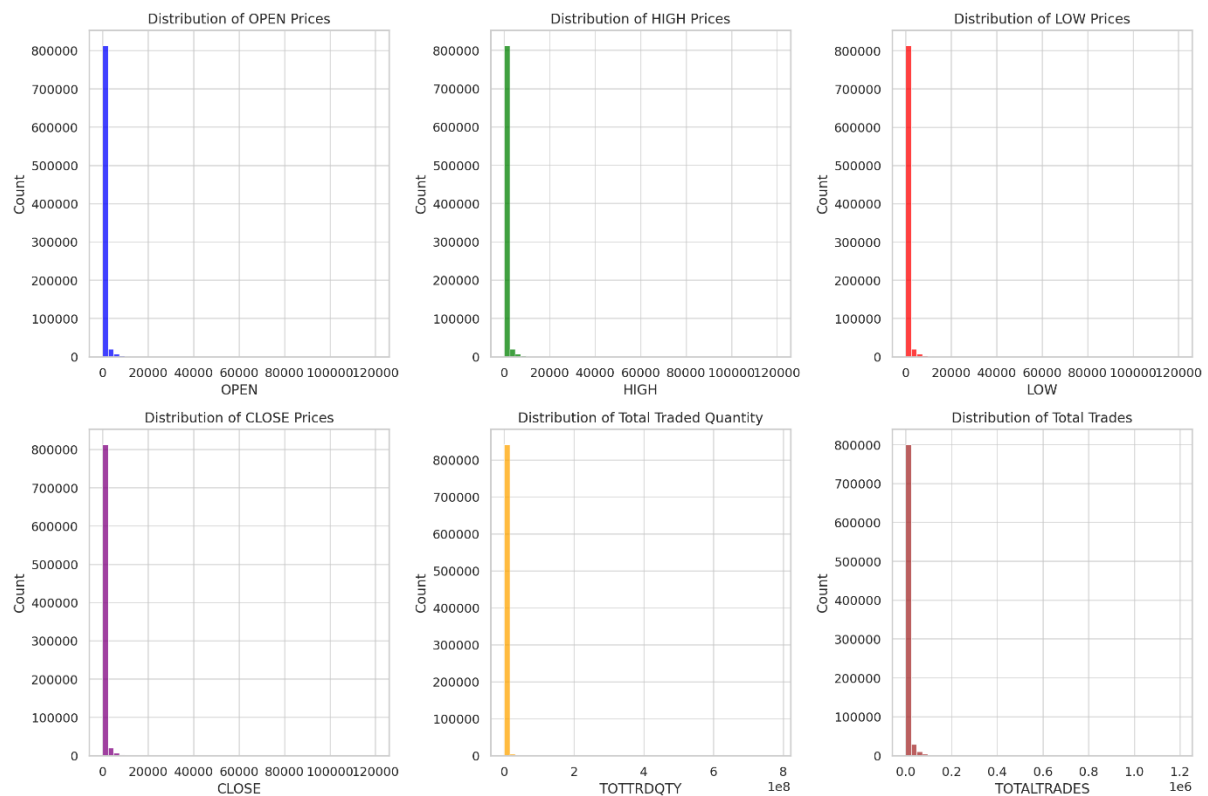 Distribution of OPEN Prices
Distribution of HIGH Prices
Distribution of LOW Prices
800000
700000
600000
500000
400000
300000
200000
100000
0
Count
0 20000 40000 60000 80000 100000 120000
OPEN
800000
700000
600000
500000
400000
300000
200000
100000
0
Count
0 20000 40000 60000 80000 100000 120000
HIGH
800000
700000
600000
500000
400000
300000
200000
100000
0
Count
0 20000 40000 60000 80000 100000 120000
LOW
Distribution of CLOSE Prices
Distribution of Total Traded Quantity
Distribution of Total Trades
800000
700000
600000
500000
400000
300000
200000
100000
0
Count
0 20000 40000 60000 80000 100000 120000
CLOSE
800000
700000
600000
500000
400000
300000
200000
100000
0
Count
0 2 4 6 8
1e8
TOTTRDQTY
800000
700000
600000
500000
400000
300000
200000
100000
0
Count
0.0 0.2 0.4 0.6 0.8 1.0 1.2
1e6
TOTALTRADES